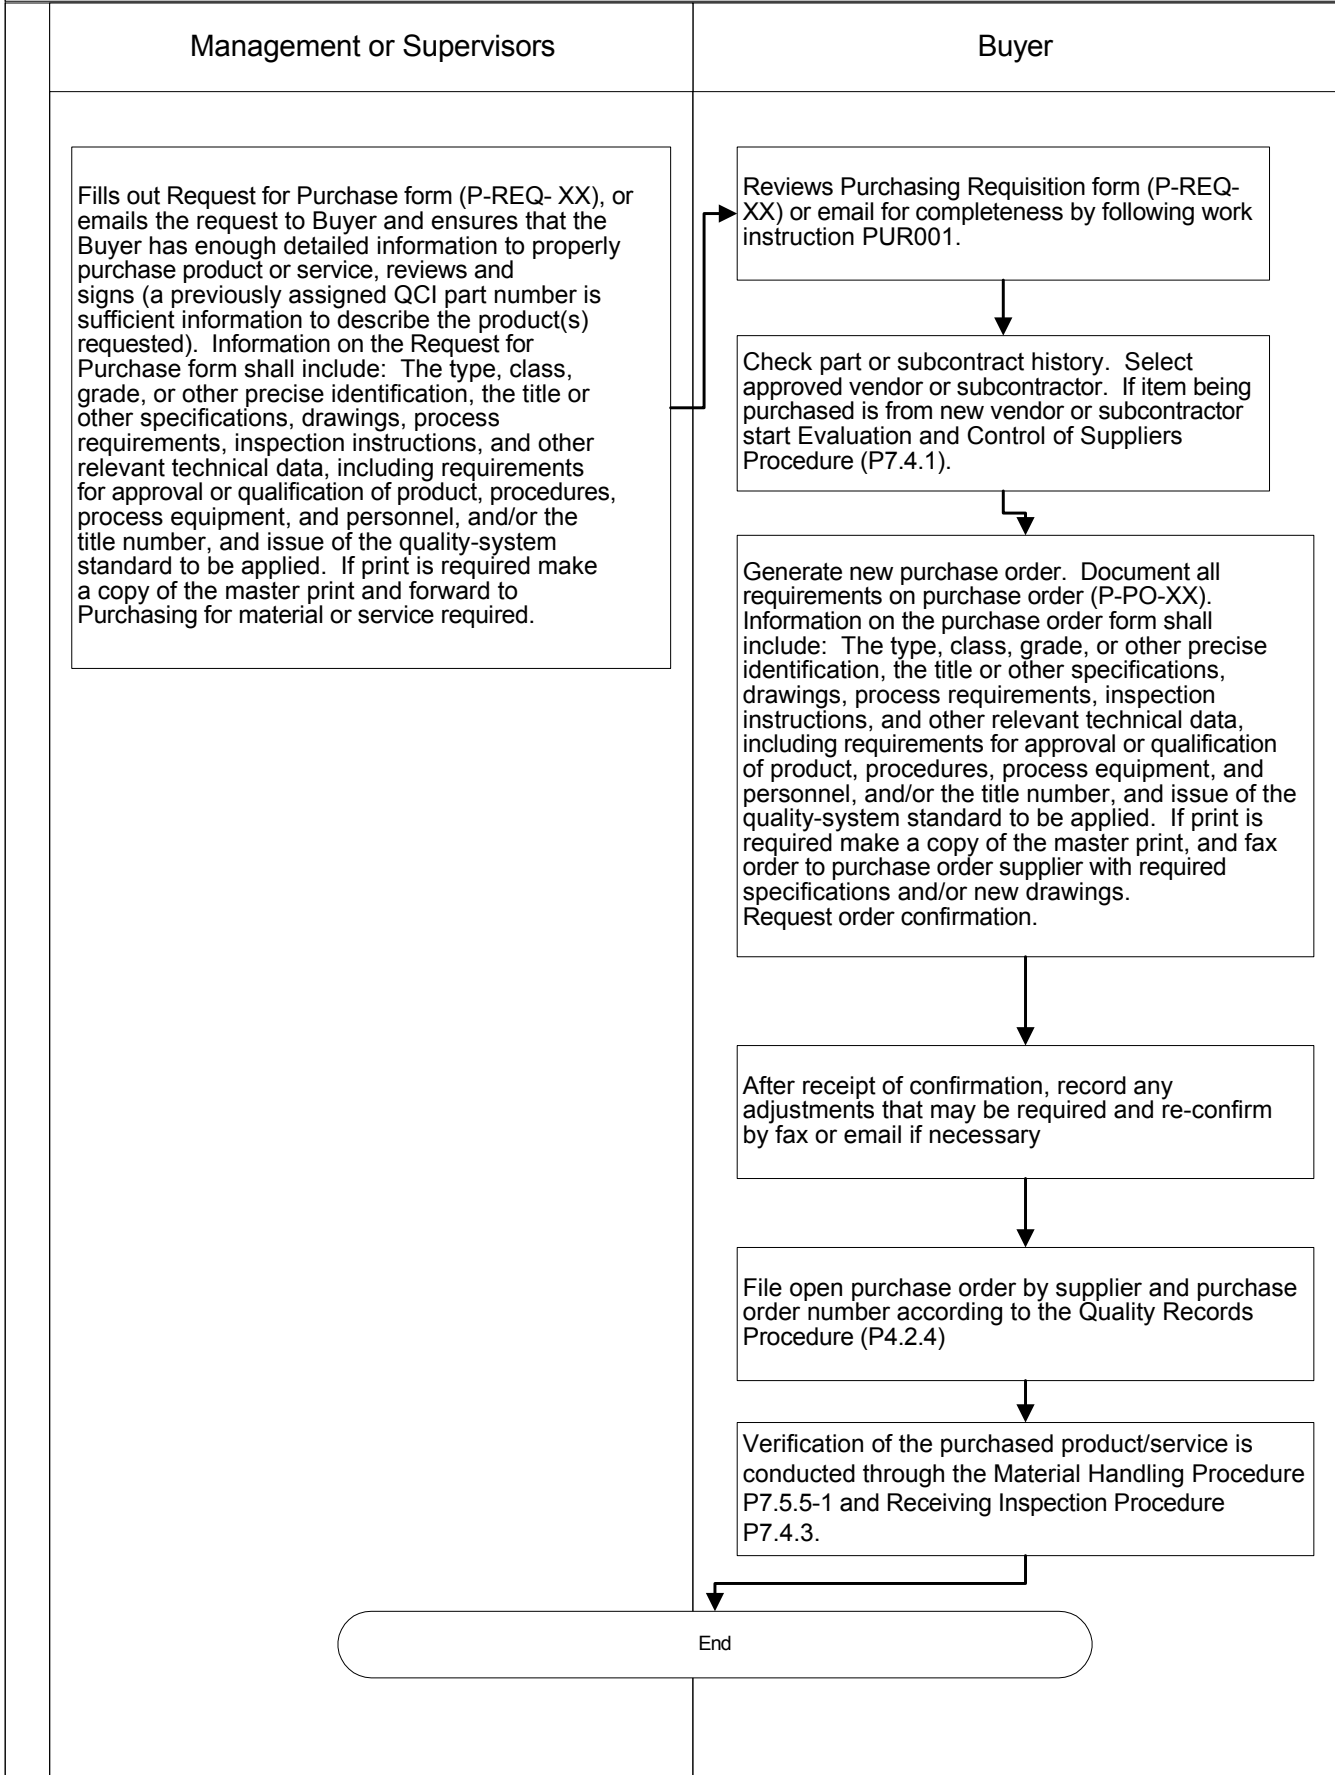 Management or Supervisors
Buyer
Fills out Request for Purchase form (P-REQ- XX), or
emails the request to Buyer and ensures that the
Buyer has enough detailed information to properly
purchase product or service, reviews and
signs (a previously assigned QCI part number is
sufficient information to describe the product(s)
requested).  Information on the Request for
Purchase form shall include:  The type, class,
grade, or other precise identification, the title or
other specifications, drawings, process
requirements, inspection instructions, and other
relevant technical data, including requirements
for approval or qualification of product, procedures,
process equipment, and personnel, and/or the
title number, and issue of the quality-system
standard to be applied.  If print is required make
a copy of the master print and forward to
Purchasing for material or service required.
Reviews Purchasing Requisition form (P-REQ-
XX) or email for completeness by following work
instruction PUR001.
Check part or subcontract history.  Select
approved vendor or subcontractor.  If item being
purchased is from new vendor or subcontractor
start Evaluation and Control of Suppliers
Procedure (P7.4.1).
Generate new purchase order.  Document all
requirements on purchase order (P-PO-XX).
Information on the purchase order form shall
include:  The type, class, grade, or other precise
identification, the title or other specifications,
drawings, process requirements, inspection
instructions, and other relevant technical data,
including requirements for approval or qualification
of product, procedures, process equipment, and
personnel, and/or the title number, and issue of the
quality-system standard to be applied.  If print is
required make a copy of the master print, and fax
order to purchase order supplier with required
specifications and/or new drawings.
Request order confirmation.
After receipt of confirmation, record any
adjustments that may be required and re-confirm
by fax or email if necessary
File open purchase order by supplier and purchase
order number according to the Quality Records
Procedure (P4.2.4)
Verification of the purchased product/service is
conducted through the Material Handling Procedure
P7.5.5-1 and Receiving Inspection Procedure
P7.4.3.
End